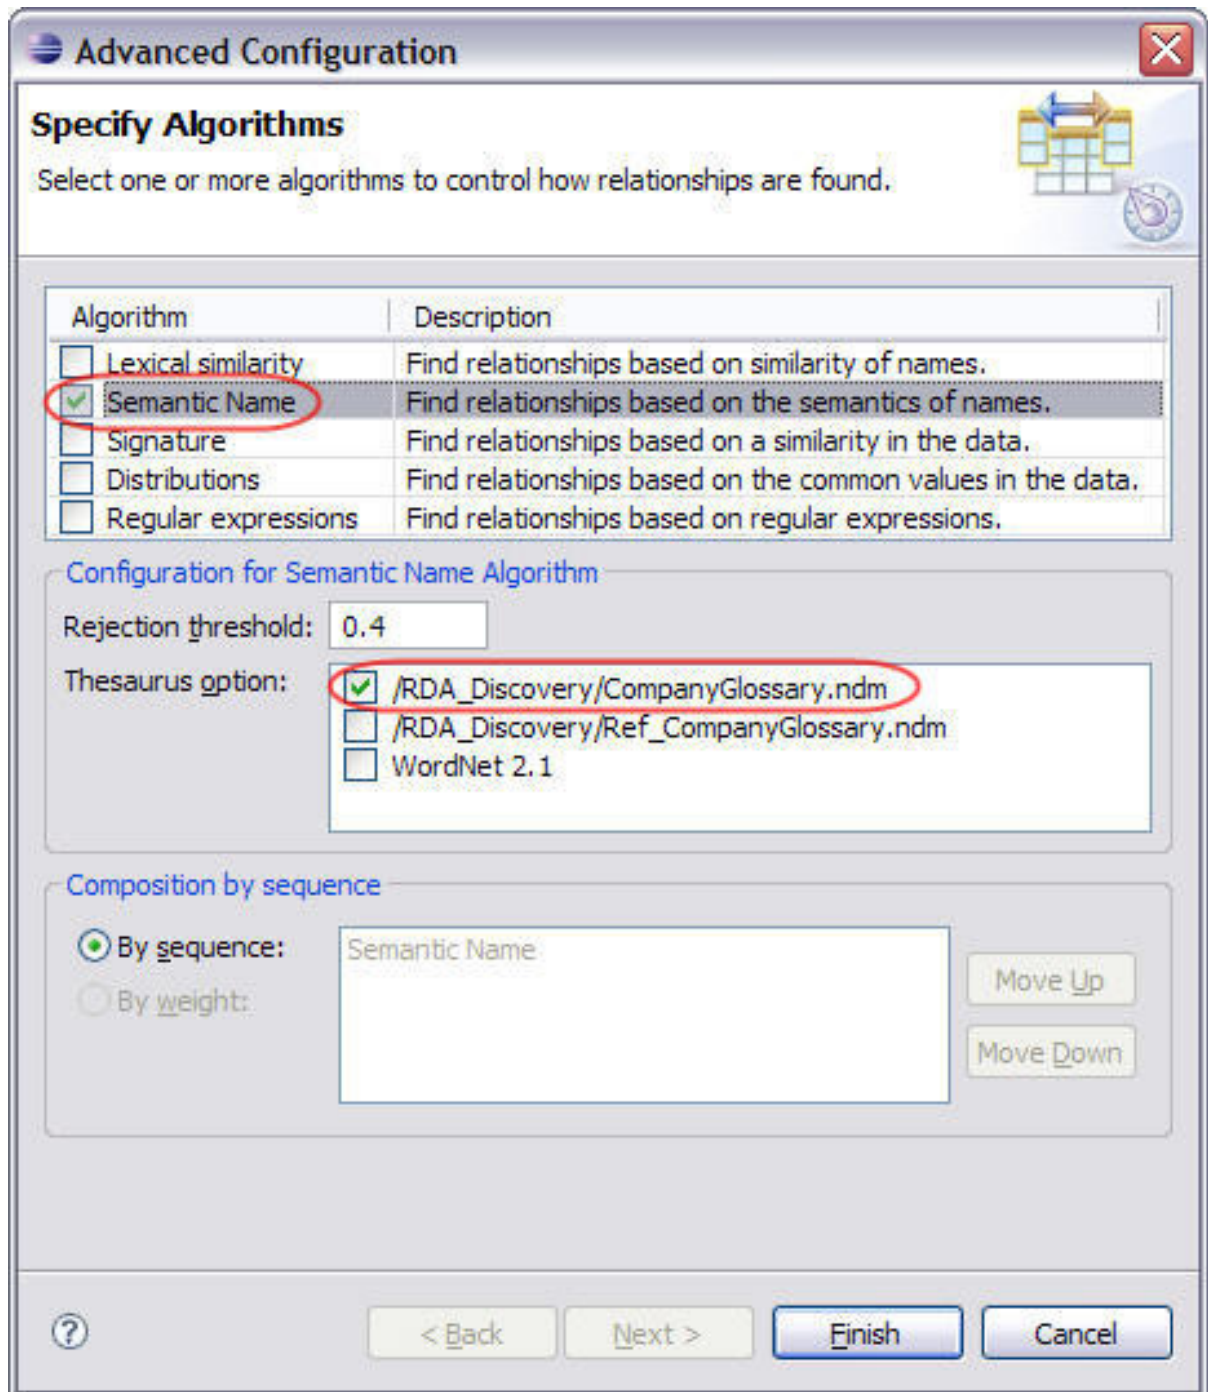 Advanced Configuration
Specify Algorithms
Select one or more algorithms to control how relationships are found.
Algorithm Description
Lexical similarity Find relationships based on similarity of names.
Semantic Name Find relationships based on the semantics of names.
Signature Find relationships based on a similarity in the data.
Distributions Find relationships based on the common values in the data.
Regular expressions Find relationships based on regular expressions.
Configuration for Semantic Name Algorithm
Rejection threshold: 0.4
Thesaurus option: /RDA_Discovery/CompanyGlossary.ndm
/RDA_Discovery/Ref_CompanyGlossary.ndm
WordNet 2.1
Composition by sequence
By sequence: Semantic Name
By weight:
Move Up
Move Down
? < Back Next > Finish Cancel